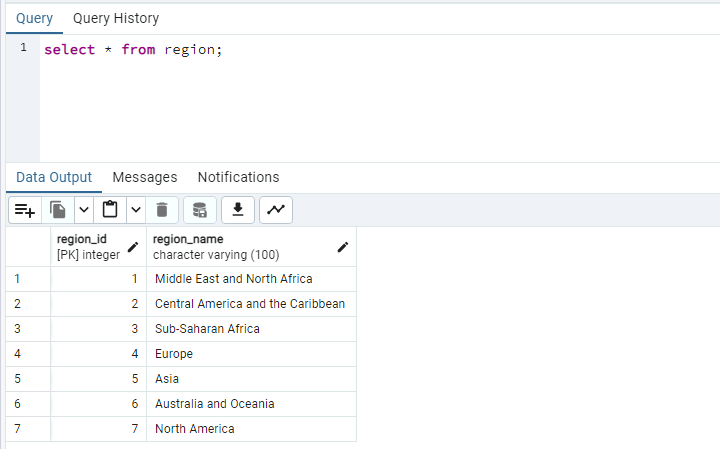 Query Query History
1 select * from region;
Data Output Messages Notifications
region_id region_name
[PK] integer character varying (100)
1 1 Middle East and North Africa
2 2 Central America and the Caribbean
3 3 Sub-Saharan Africa
4 4 Europe
5 5 Asia
6 6 Australia and Oceania
7 7 North America